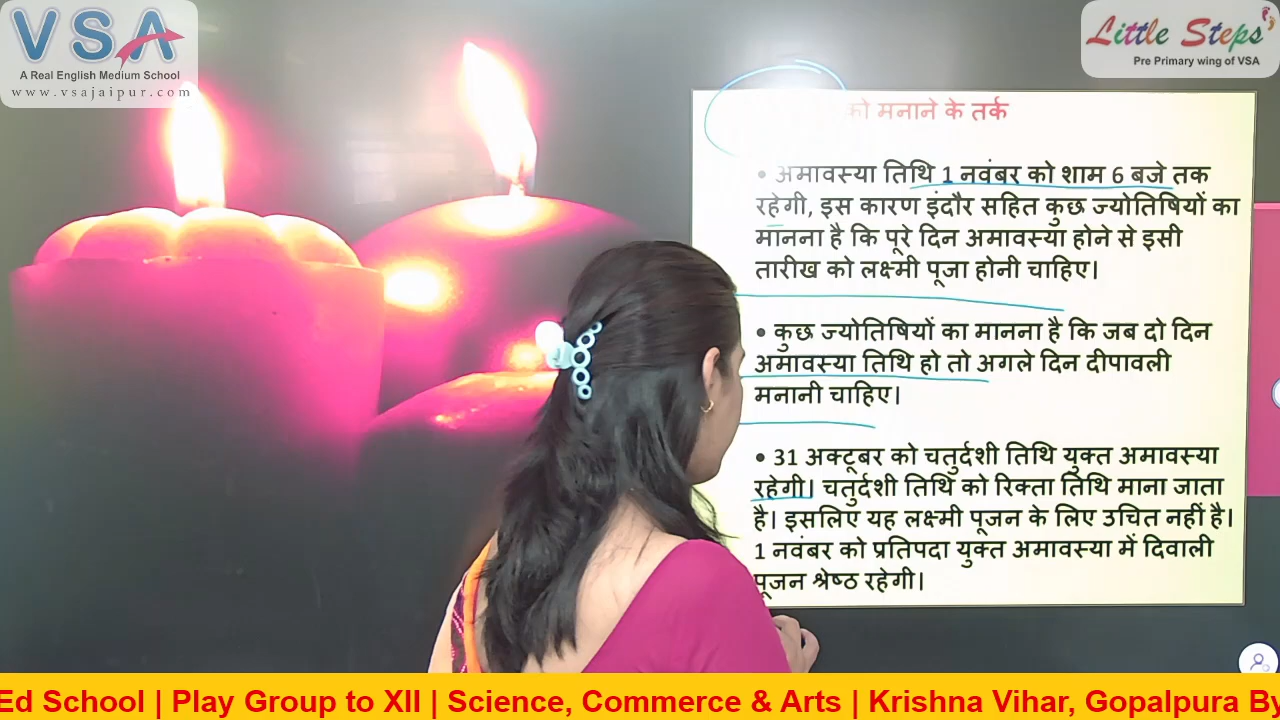 VSA
A Real English Medium School
www.vsajaipur.com
Little Steps
Pre Primary wing of VSA
को मनाने के तर्क
• अमावस्या तिथि 1 नवंबर को शाम 6 बजे तक
रहेगी, इस कारण इंदौर सहित कुछ ज्योतिषियों का
मानना है कि पूरे दिन अमावस्या होने से इसी
तारीख को लक्ष्मी पूजा होनी चाहिए।
• कुछ ज्योतिषियों का मानना है कि जब दो दिन
अमावस्या तिथि हो तो अगले दिन दीपावली
मनानी चाहिए।
• 31 अक्टूबर को चतुर्दशी तिथि युक्त अमावस्या
रहेगी। चतुर्दशी तिथि को रिक्ता तिथि माना जाता
है। इसलिए यह लक्ष्मी पूजन के लिए उचित नहीं है।
1 नवंबर को प्रतिपदा युक्त अमावस्या में दिवाली
पूजन श्रेष्ठ रहेगी।
Ed School | Play Group to XII | Science, Commerce & Arts | Krishna Vihar, Gopalpura By